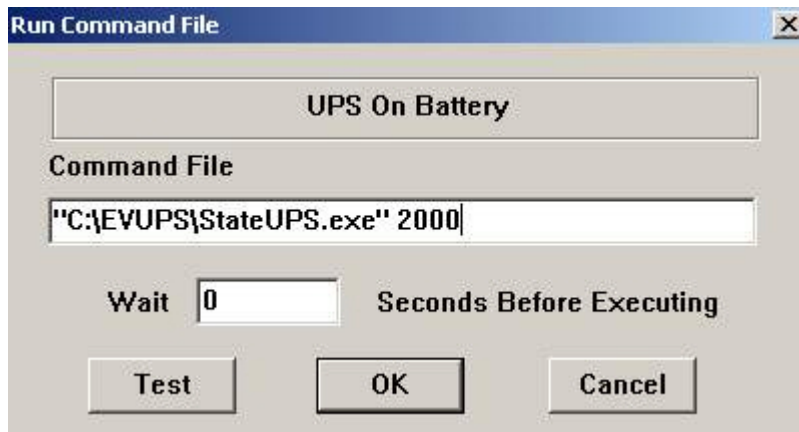 Run Command File
UPS On Battery
Command File
"C:\EVUPS\StateUPS.exe" 2000
Wait 0 Seconds Before Executing
Test OK Cancel